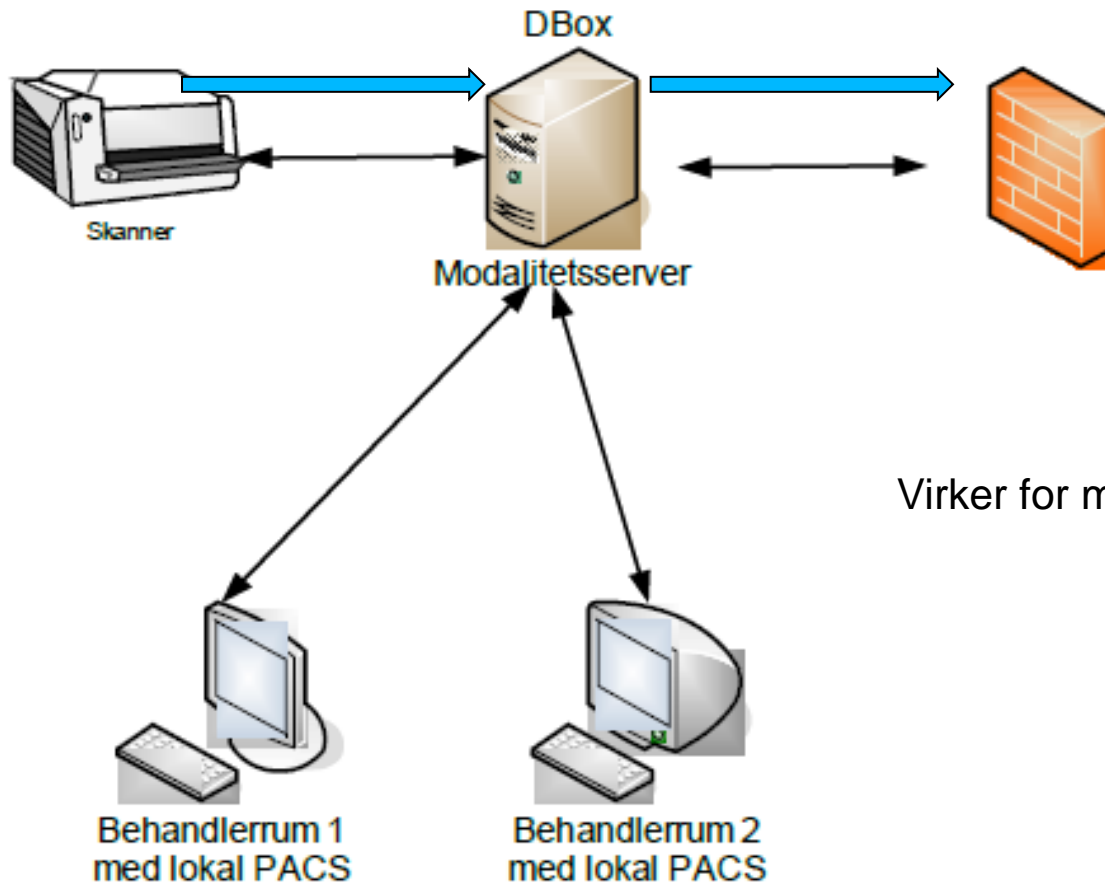 DBox
Skanner
Modalitetsserver
Virker for m
Behandlerrum 1
med lokal PACS
Behandlerrum 2
med lokal PACS